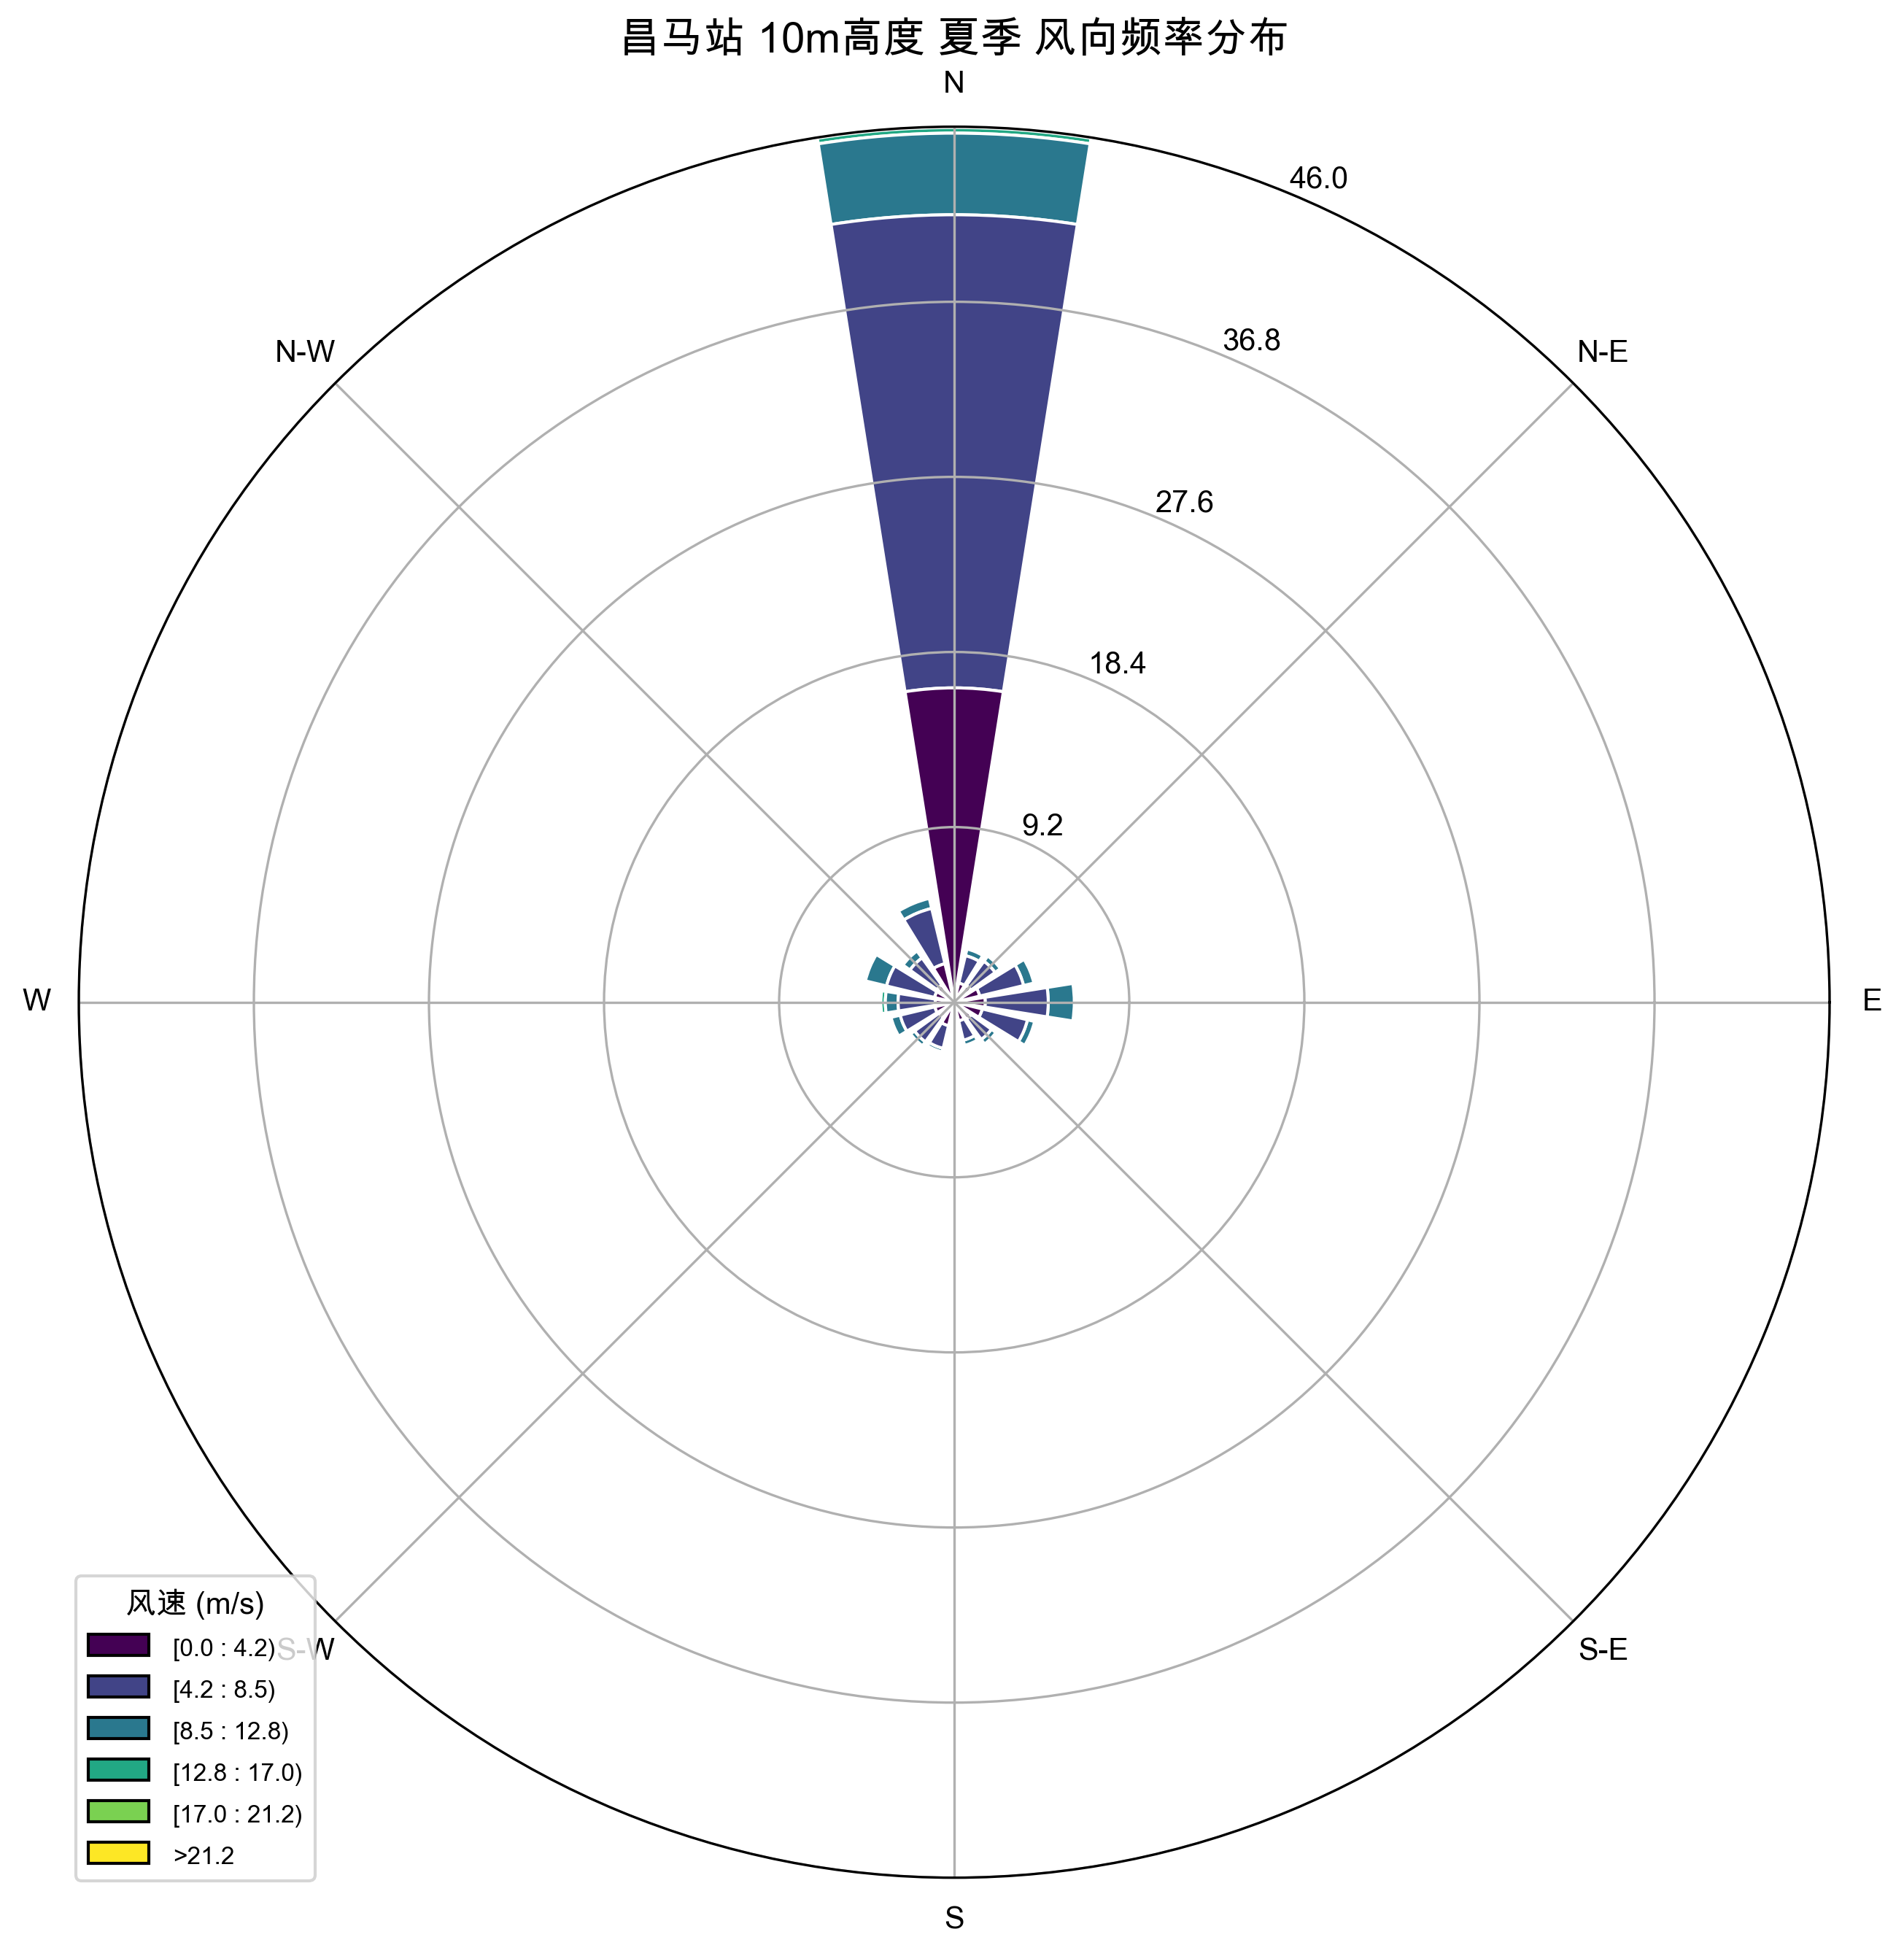 昌马站 10m高度 夏季 风向频率分布
N
46.0
N-W
36.8
N-E
27.6
18.4
9.2
W
E
风速 (m/s)
[0.0 : 4.2)
S-W
S-E
[4.2 : 8.5)
[8.5 : 12.8)
[12.8 : 17.0)
[17.0 : 21.2)
>21.2
S